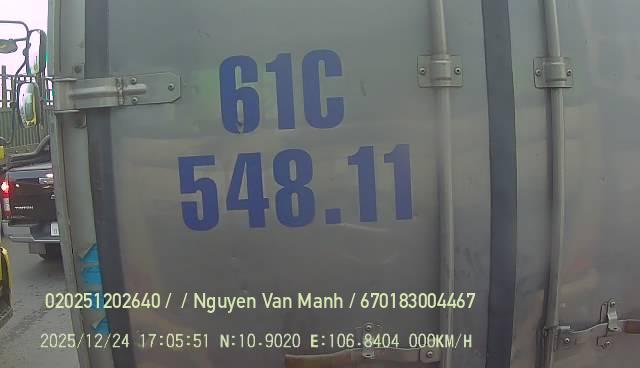 61C
548.11
020251202640 / / Nguyen Van Manh / 670183004467
2025/12/24 17:05:51 N:10.9020 E:106.8404 000KM/H